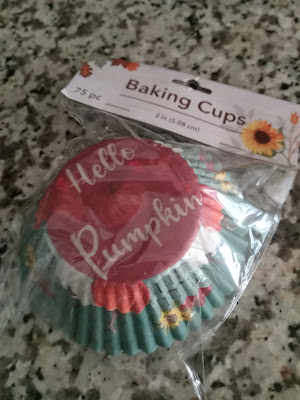 Baking Cups
75 pc
2 in (5.08 cm)
Hello
Pumpkin